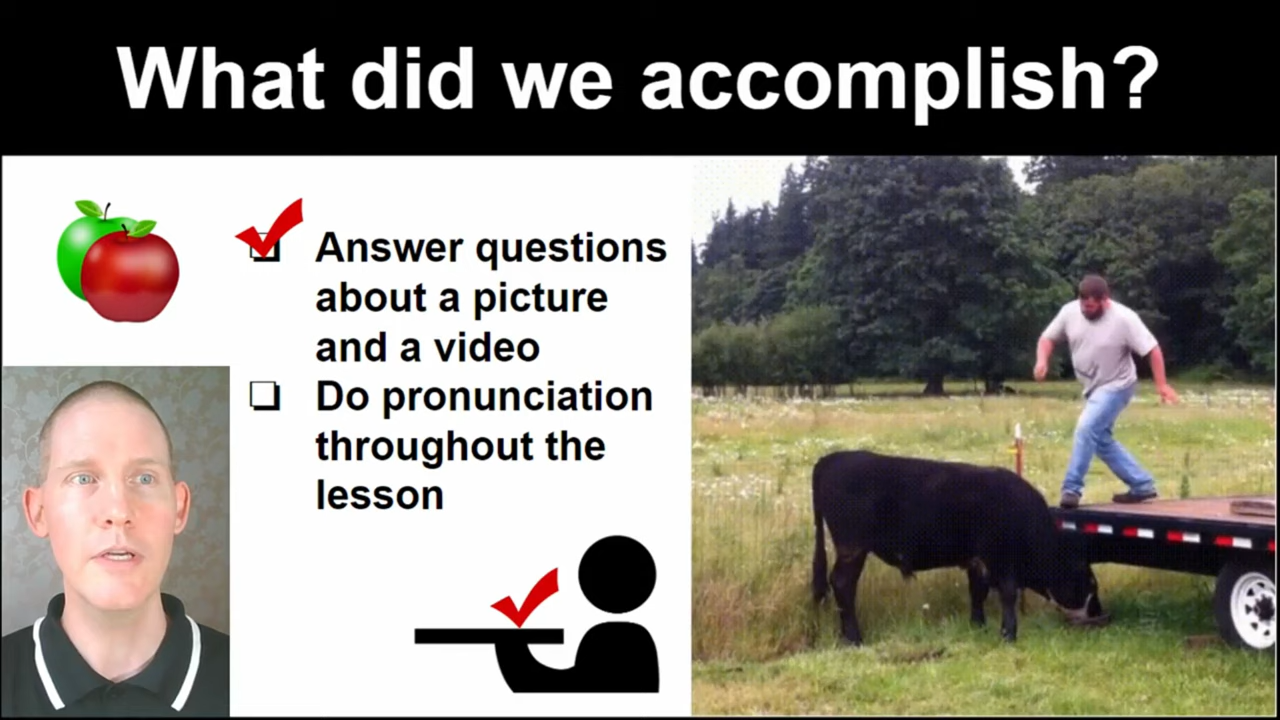 What did we accomplish?
Answer questions
about a picture
and a video
Do pronunciation
throughout the
lesson